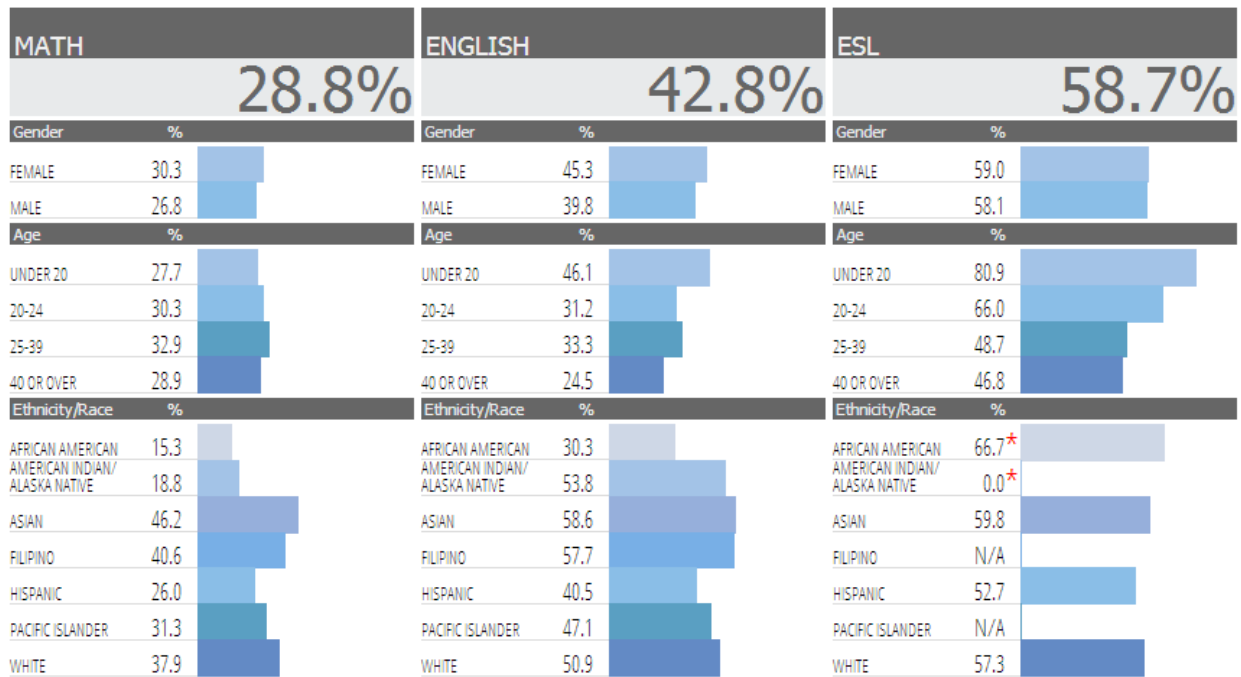 MATH
28.8%
Gender %
FEMALE 30.3
MALE 26.8
Age %
UNDER 20 27.7
20-24 30.3
25-39 32.9
40 OR OVER 28.9
Ethnicity/Race %
AFRICAN AMERICAN 15.3
AMERICAN INDIAN/
ALASKA NATIVE 18.8
ASIAN 46.2
FILIPINO 40.6
HISPANIC 26.0
PACIFIC ISLANDER 31.3
WHITE 37.9
ENGLISH
42.8%
Gender %
FEMALE 45.3
MALE 39.8
Age %
UNDER 20 46.1
20-24 31.2
25-39 33.3
40 OR OVER 24.5
Ethnicity/Race %
AFRICAN AMERICAN 30.3
AMERICAN INDIAN/
ALASKA NATIVE 53.8
ASIAN 58.6
FILIPINO 57.7
HISPANIC 40.5
PACIFIC ISLANDER 47.1
WHITE 50.9
ESL
58.7%
Gender %
FEMALE 59.0
MALE 58.1
Age %
UNDER 20 80.9
20-24 66.0
25-39 48.7
40 OR OVER 46.8
Ethnicity/Race %
AFRICAN AMERICAN 66.7*
AMERICAN INDIAN/
ALASKA NATIVE 0.0*
ASIAN 59.8
FILIPINO N/A
HISPANIC 52.7
PACIFIC ISLANDER N/A
WHITE 57.3